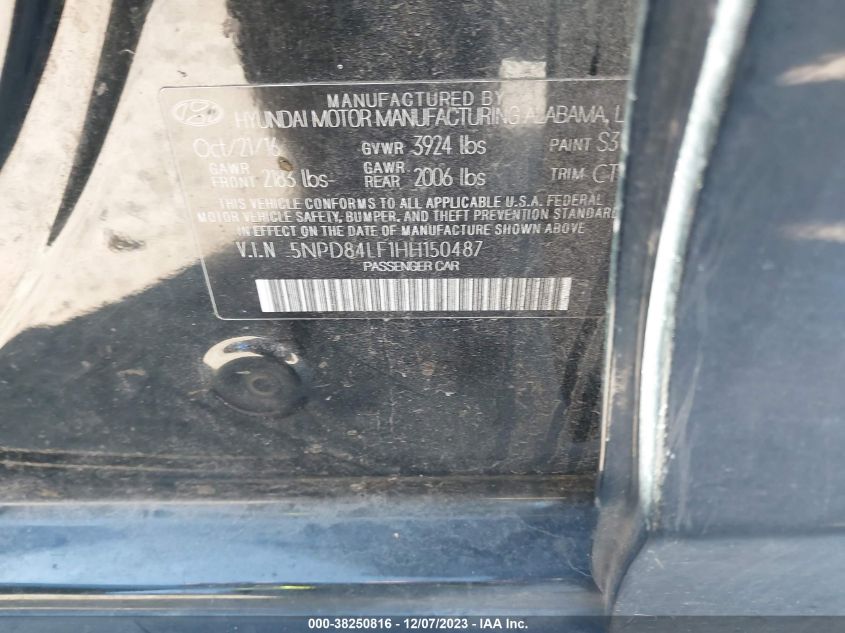 MANUFACTURED BY
HYUNDAI MOTOR MANUFACTURING ALABAMA, L
Oct/21/16 GVWR 3924 lbs PAINT S3
GAWR FRONT 2183 lbs GAWR REAR 2006 lbs TRIM CT
THIS VEHICLE CONFORMS TO ALL APPLICABLE U.S.A. FEDERAL
MOTOR VEHICLE SAFETY, BUMPER, AND THEFT PREVENTION STAND
IN EFFECT ON THE DATE OF MANUFACTURE SHOWN ABOVE.
V.I.N 5NPD84LF1HH150487
PASSENGER CAR
000-38250816 - 12/07/2023 - IAA Inc.